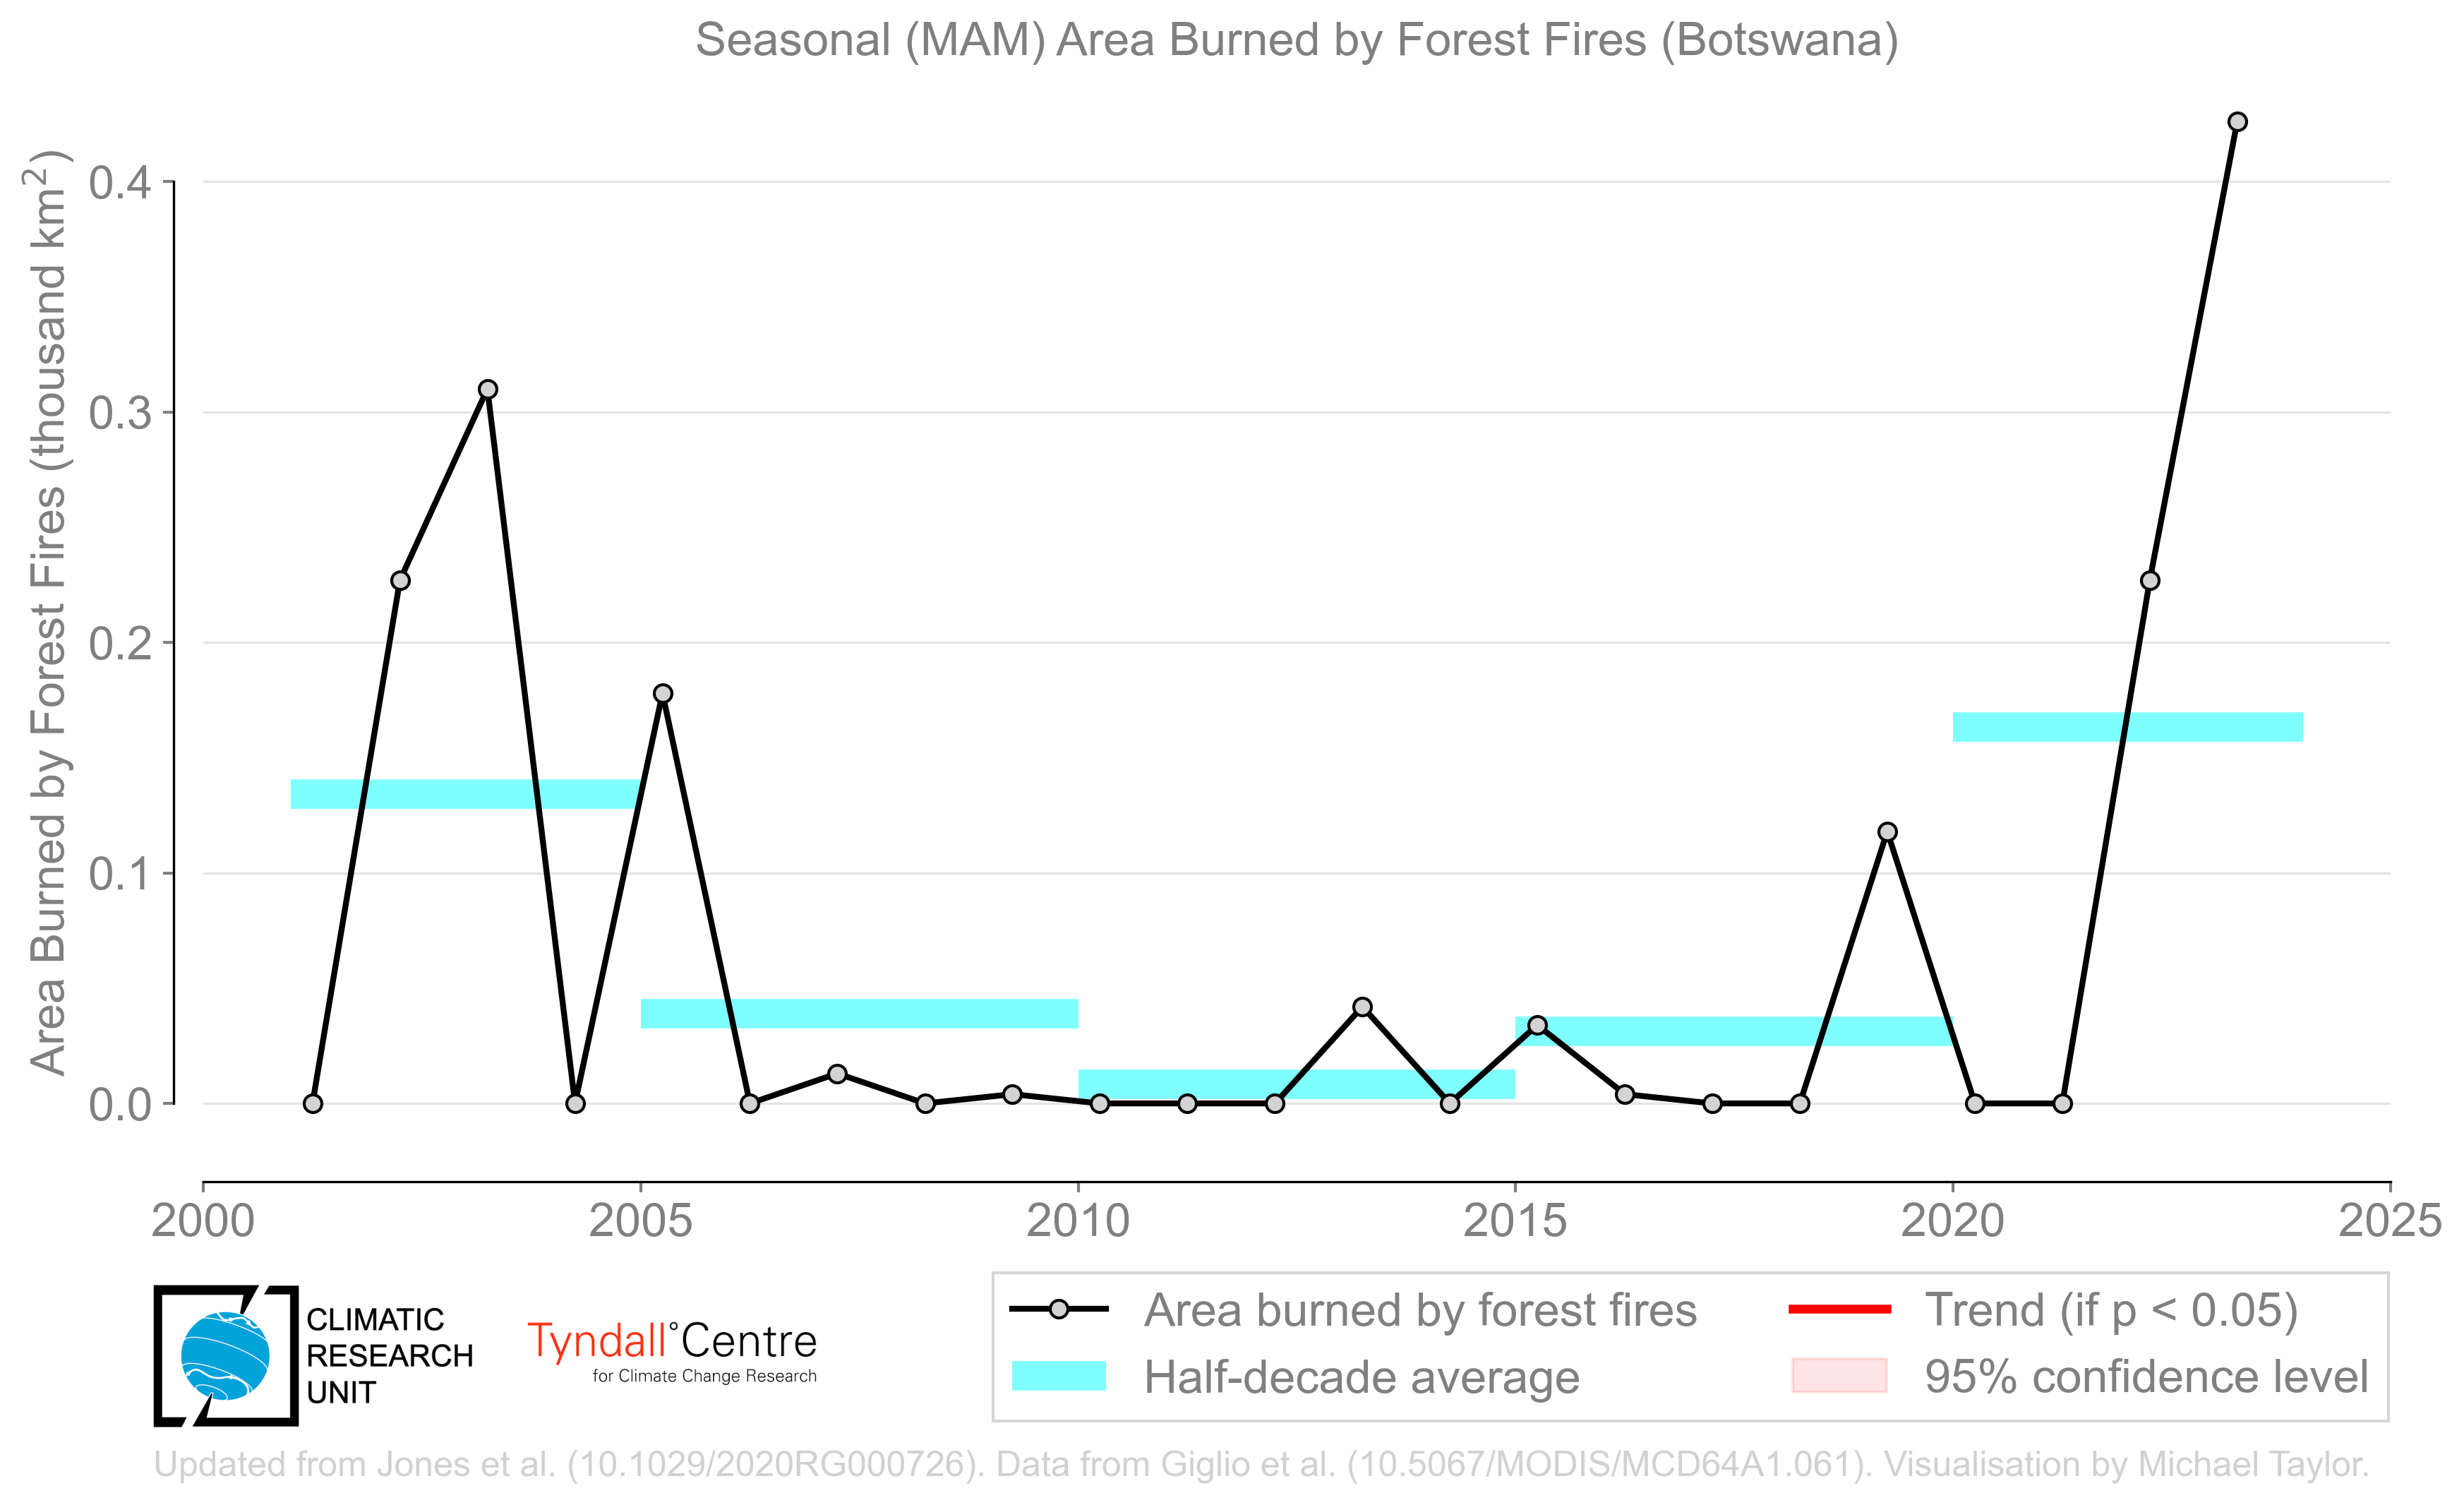 Seasonal (MAM) Area Burned by Forest Fires (Botswana)
Area Burned by Forest Fires (thousand km²)
0.4
0.3
0.2
0.1
0.0
2000 2005 2010 2015 2020 2025
CLIMATIC
RESEARCH
UNIT
Tyndall°Centre
for Climate Change Research
Area burned by forest fires
Half-decade average
Trend (if p < 0.05)
95% confidence level
Updated from Jones et al. (10.1029/2020RG000726). Data from Giglio et al. (10.5067/MODIS/MCD64A1.061). Visualisation by Michael Taylor.